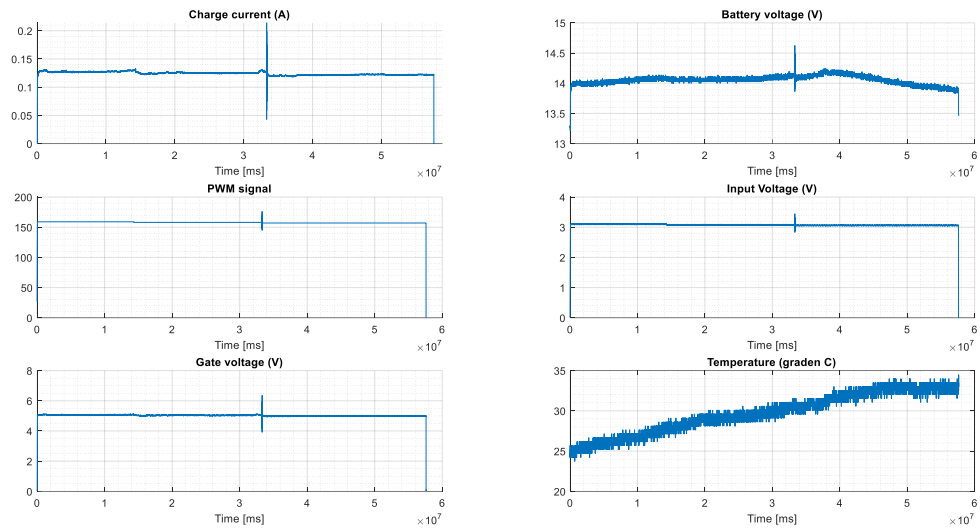 Charge current (A)
0.2
0.15
0.1
0.05
0
0 2 4 6
Time [ms]
×10^7
Battery voltage (V)
15
14.5
14
13.5
13
0 1 2 3 4 5 6
Time [ms]
×10^7
PWM signal
200
150
100
50
0
0 1 2 3 4 5 6
Time [ms]
×10^7
Input Voltage (V)
4
3
2
1
0
0 1 2 3 4 5 6
Time [ms]
×10^7
Gate voltage (V)
8
6
4
2
0
0 1 2 3 4 5 6
Time [ms]
×10^7
Temperature (graden C)
35
30
25
20
0 1 2 3 4 5 6
Time [ms]
×10^7